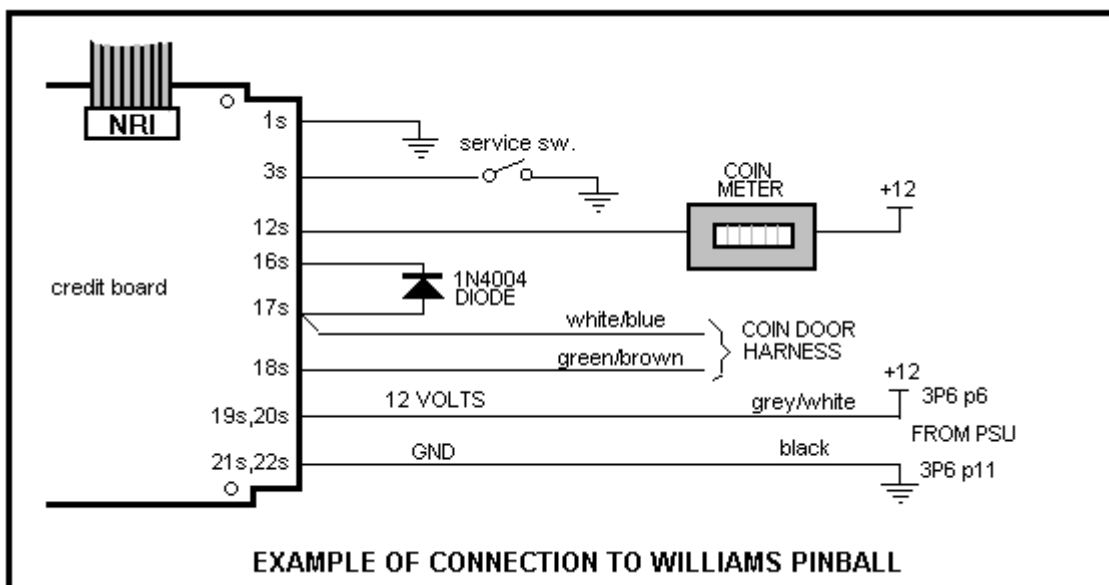 NRI
1s
service sw.
3s
COIN
METER
+12
12s
16s
1N4004
DIODE
credit board
17s
white/blue
COIN DOOR
HARNESS
green/brown
18s
+12
12 VOLTS
grey/white
3P6 p6
19s,20s
FROM PSU
GND
black
21s,22s
3P6 p11
EXAMPLE OF CONNECTION TO WILLIAMS PINBALL